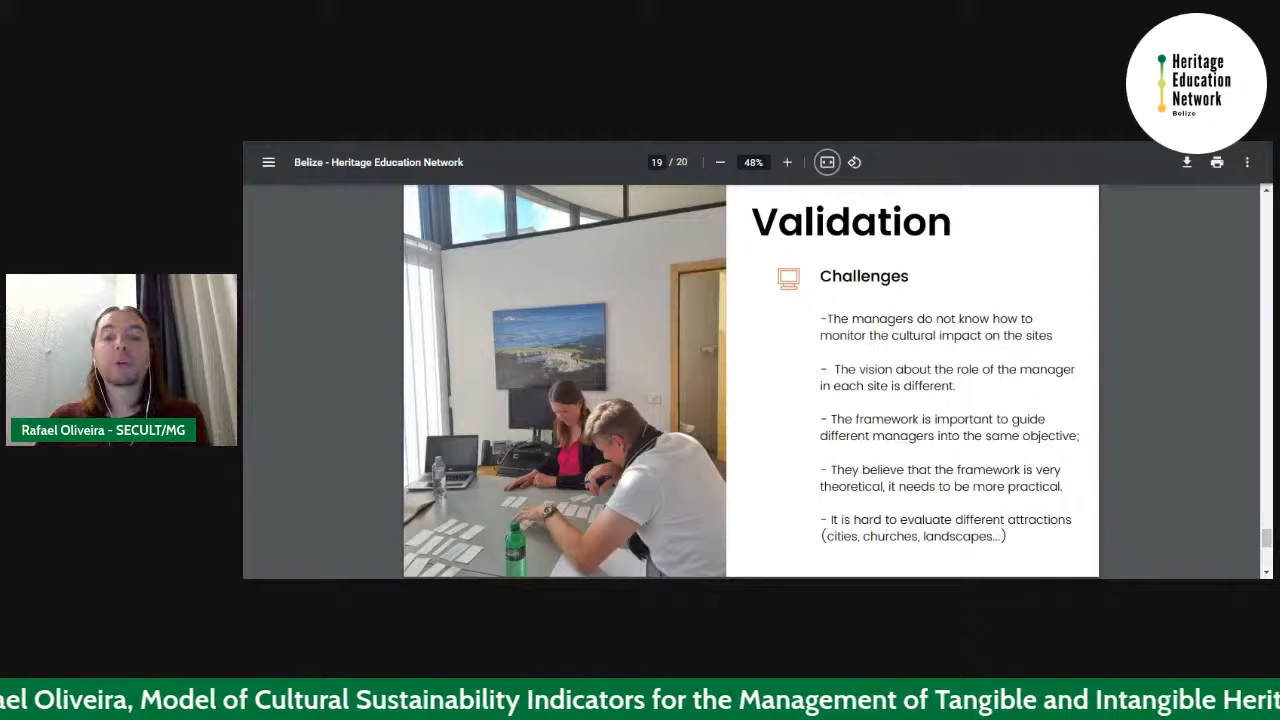 Heritage
Education
Network
Belize
Belize - Heritage Education Network
19 / 20
48%
Validation
Challenges
-The managers do not know how to
monitor the cultural impact on the sites
- The vision about the role of the manager
in each site is different.
- The framework is important to guide
different managers into the same objective;
- They believe that the framework is very
theoretical, it needs to be more practical.
- It is hard to evaluate different attractions
(cities, churches, landscapes...)
Rafael Oliveira - SECULT/MG
ael Oliveira, Model of Cultural Sustainability Indicators for the Management of Tangible and Intangible Herit